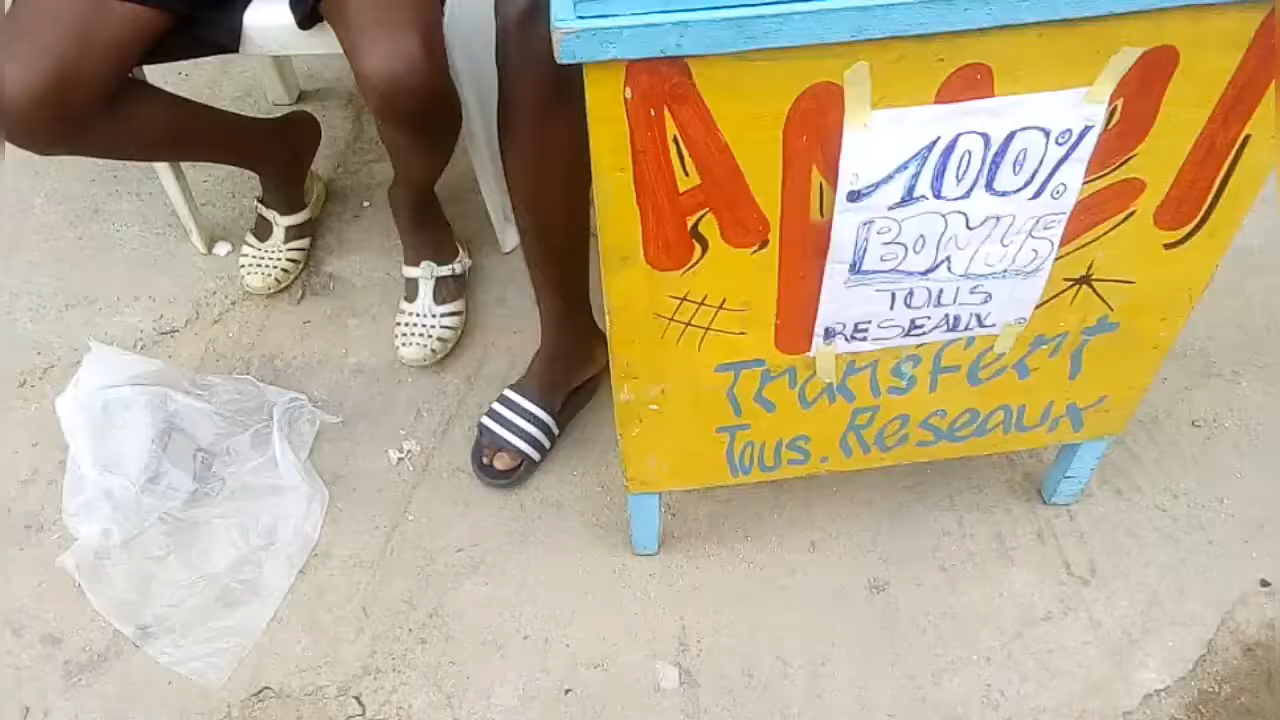 100%
BONUS
TOUS
RESEAUX
Transfert
Tous. Reseaux